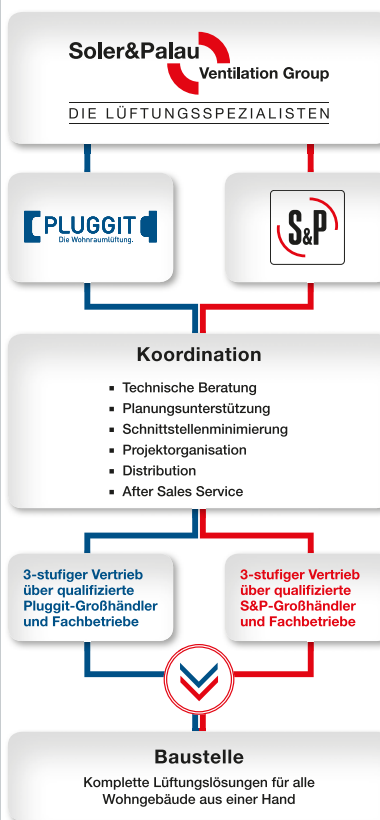 Soler&Palau
Ventilation Group
DIE LÜFTUNGSSPEZIALISTEN
PLUGGIT
Die Wohnraumlüftung.
S&P
Koordination
▪ Technische Beratung
▪ Planungsunterstützung
▪ Schnittstellenminimierung
▪ Projektorganisation
▪ Distribution
▪ After Sales Service
3-stufiger Vertrieb
über qualifizierte
Pluggit-Großhändler
und Fachbetriebe
3-stufiger Vertrieb
über qualifizierte
S&P-Großhändler
und Fachbetriebe
Baustelle
Komplette Lüftungslösungen für alle
Wohngebäude aus einer Hand